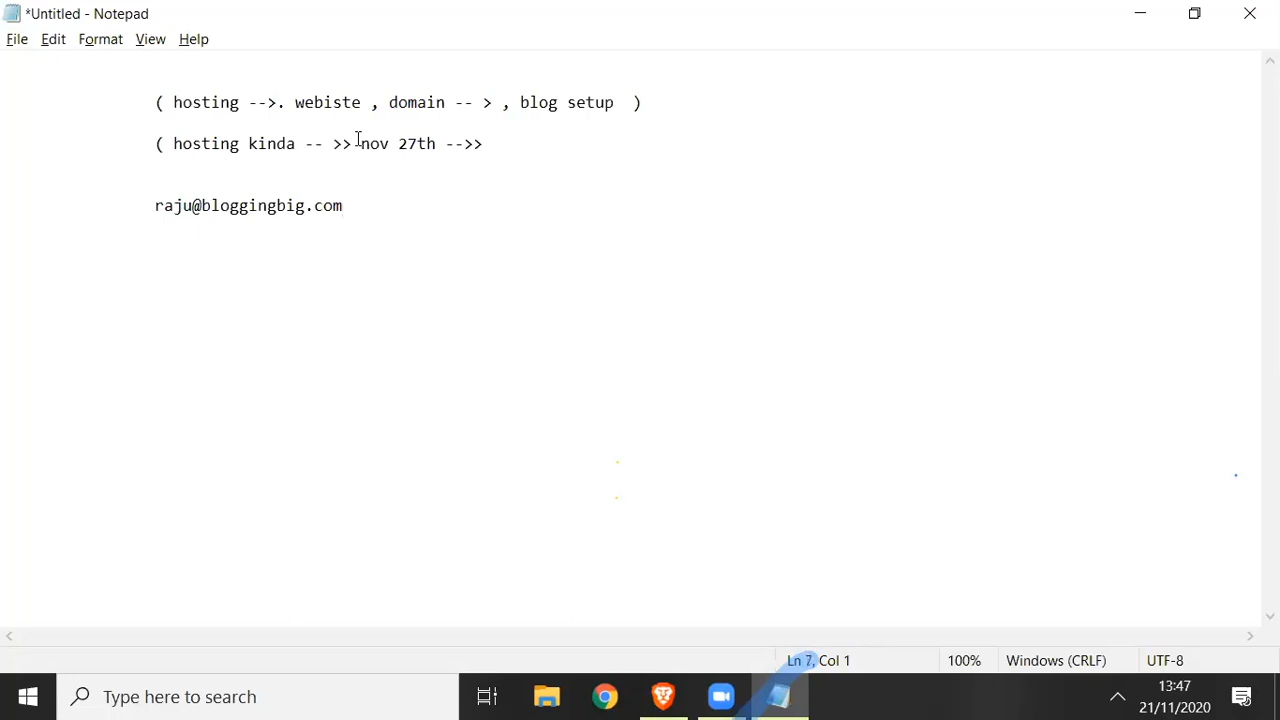 *Untitled - Notepad
File Edit Format View Help
( hosting -->. webiste , domain -- > , blog setup  )
( hosting kinda -- >> nov 27th -->>
raju@bloggingbig.com
Ln 7, Col 1 100% Windows (CRLF) UTF-8
Type here to search
13:47
21/11/2020